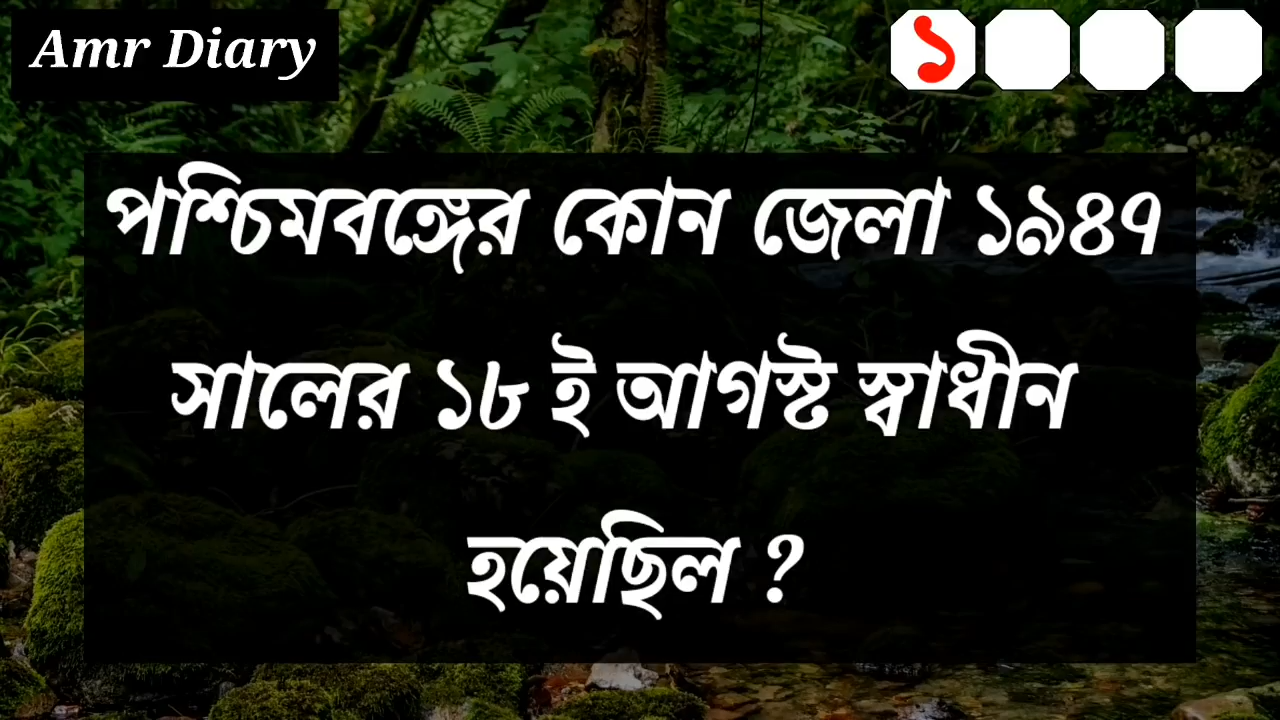 Amr Diary
১
পশ্চিমবঙ্গের কোন জেলা ১৯৪৭
সালের ১৮ ই আগস্ট স্বাধীন
হয়েছিল ?